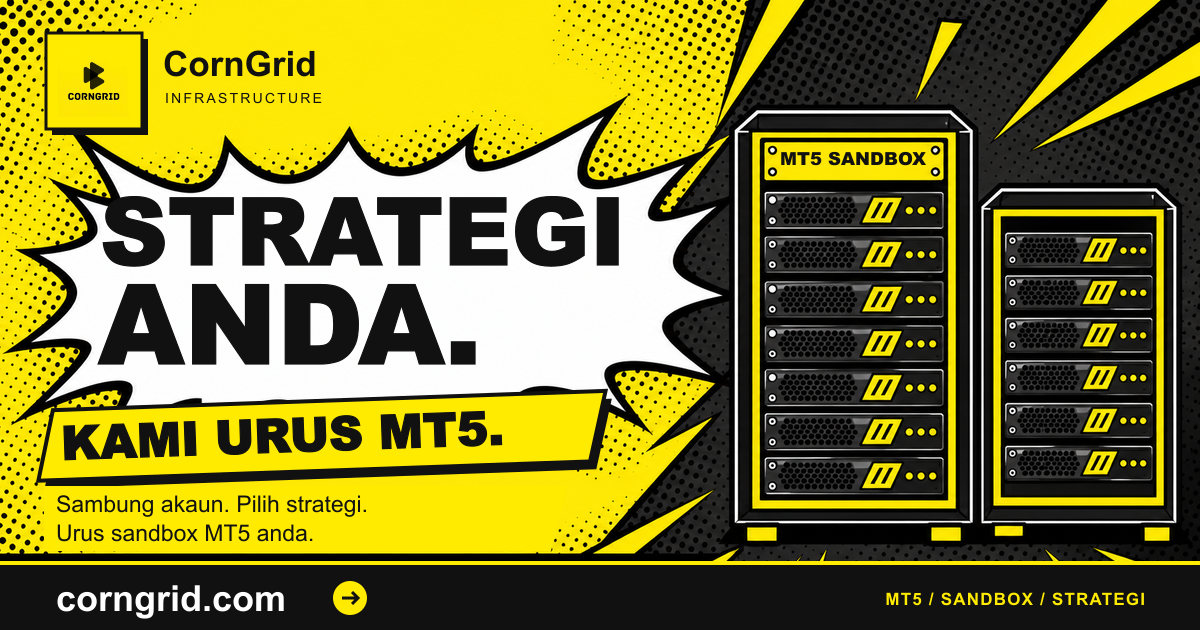 CORNGRID
CornGrid
INFRASTRUCTURE
STRATEGI
ANDA.
KAMI URUS MT5.
Sambung akaun. Pilih strategi.
Urus sandbox MT5 anda.
MT5 SANDBOX
corngrid.com
MT5 / SANDBOX / STRATEGI